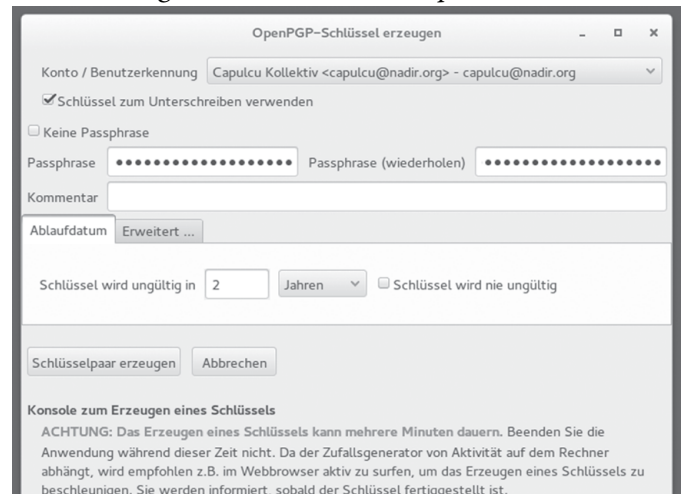 OpenPGP-Schlüssel erzeugen
Konto / Benutzerkennung Capulcu Kollektiv <capulcu@nadir.org> - capulcu@nadir.org
Schlüssel zum Unterschreiben verwenden
Keine Passphrase
Passphrase Passphrase (wiederholen)
Kommentar
Ablaufdatum Erweitert ...
Schlüssel wird ungültig in 2 Jahren Schlüssel wird nie ungültig
Schlüsselpaar erzeugen Abbrechen
Konsole zum Erzeugen eines Schlüssels
ACHTUNG: Das Erzeugen eines Schlüssels kann mehrere Minuten dauern. Beenden Sie die
Anwendung während dieser Zeit nicht. Da der Zufallsgenerator von Aktivität auf dem Rechner
abhängt, wird empfohlen z.B. im Webbrowser aktiv zu surfen, um das Erzeugen eines Schlüssels zu
beschleunigen. Sie werden informiert, sobald der Schlüssel fertiggestellt ist.